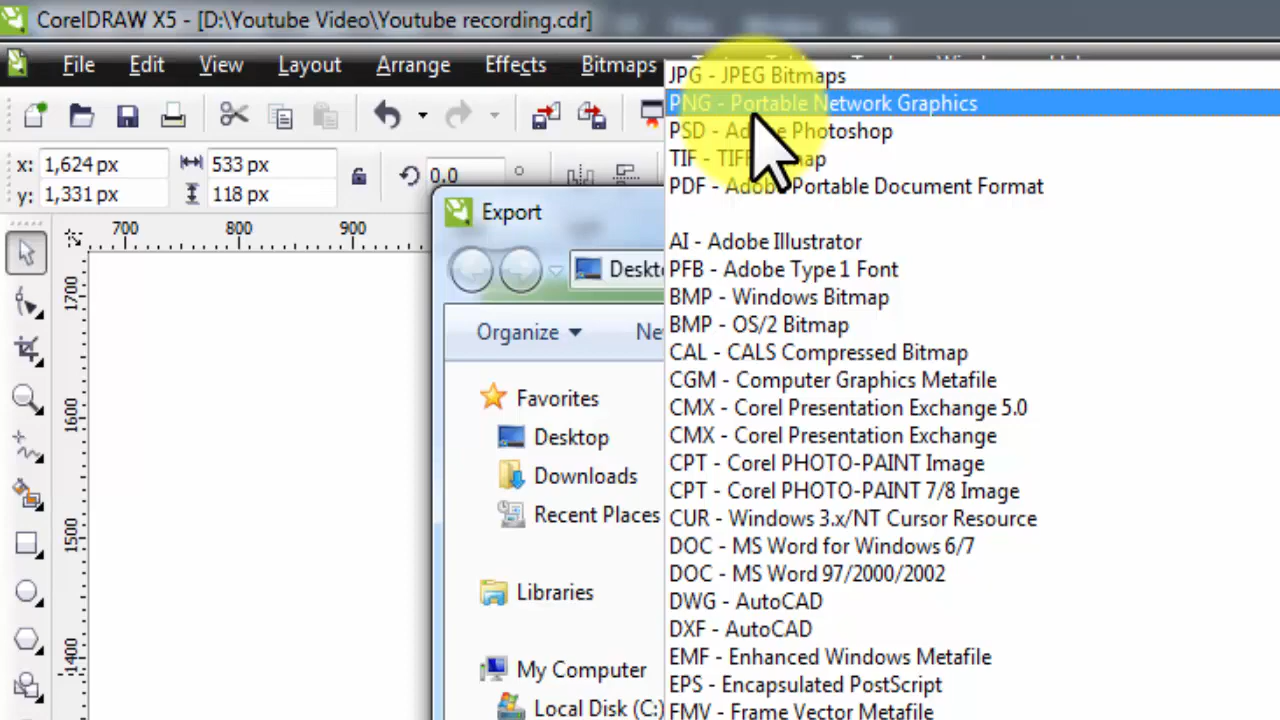 CorelDRAW X5 - [D:\Youtube Video\Youtube recording.cdr]
File Edit View Layout Arrange Effects Bitmaps
x: 1,624 px 533 px 0.0
y: 1,331 px 118 px
700 800 900
1700
1600
1500
1400
Export
Organize
Favorites
Desktop
Downloads
Recent Places
Libraries
My Computer
Local Disk (C:)
JPG - JPEG Bitmaps
PNG - Portable Network Graphics
PSD - Adobe Photoshop
TIF -
PDF - Adobe Portable Document Format
AI - Adobe Illustrator
PFB - Adobe Type 1 Font
BMP - Windows Bitmap
BMP - OS/2 Bitmap
CAL - CALS Compressed Bitmap
CGM - Computer Graphics Metafile
CMX - Corel Presentation Exchange 5.0
CMX - Corel Presentation Exchange
CPT - Corel PHOTO-PAINT Image
CPT - Corel PHOTO-PAINT 7/8 Image
CUR - Windows 3.x/NT Cursor Resource
DOC - MS Word for Windows 6/7
DOC - MS Word 97/2000/2002
DWG - AutoCAD
DXF - AutoCAD
EMF - Enhanced Windows Metafile
EPS - Encapsulated PostScript
FMV - Frame Vector Metafile